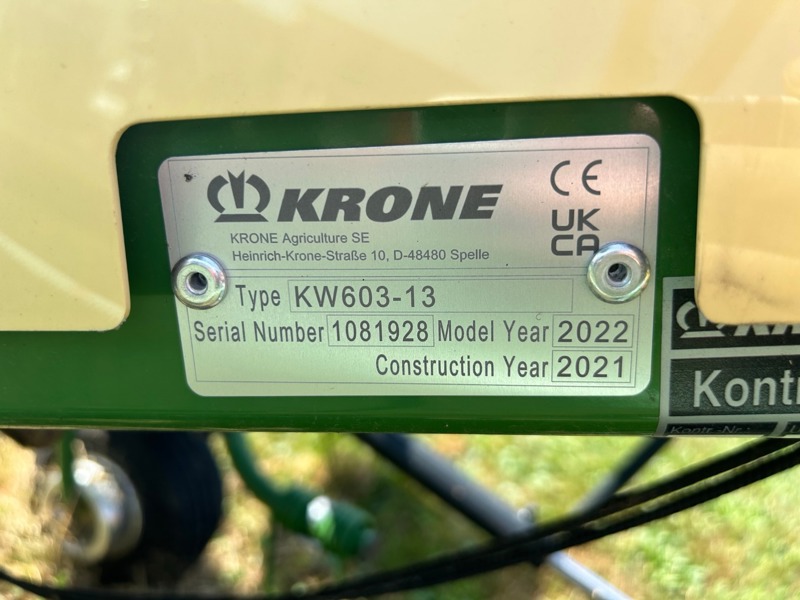 KRONE
CE
UK
CA
KRONE Agriculture SE
Heinrich-Krone-Straße 10, D-48480 Spelle
Type KW603-13
Serial Number 1081928 Model Year 2022
Construction Year 2021